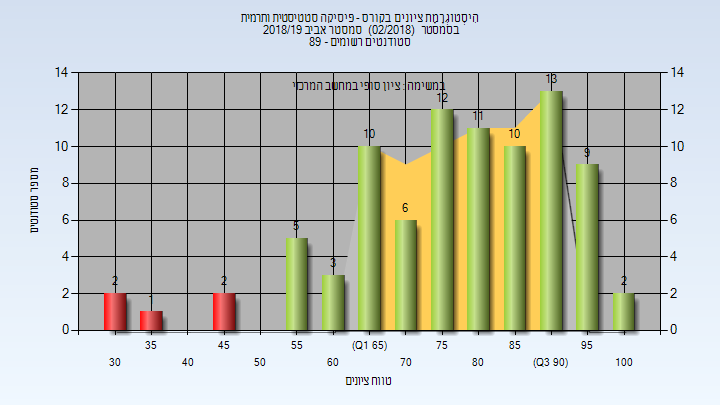 היסטוגרמת ציונים בקורס - פיסיקה סטטיסטית ותרמית
בסמסטר (02/2018) סמסטר אביב 2018/19
סטודנטים רשומים - 89
במשימה : ציון סופי במחשב המרכזי
מספר סטודנטים
14 14
12 12
10 10
8 8
6 6
4 4
2 2
0 0
2 1 2 5 3 10 6 12 11 10 13 9 2
35 45 55 (Q1 65) 75 85 95
30 40 50 60 70 80 (Q3 90) 100
טווח ציונים